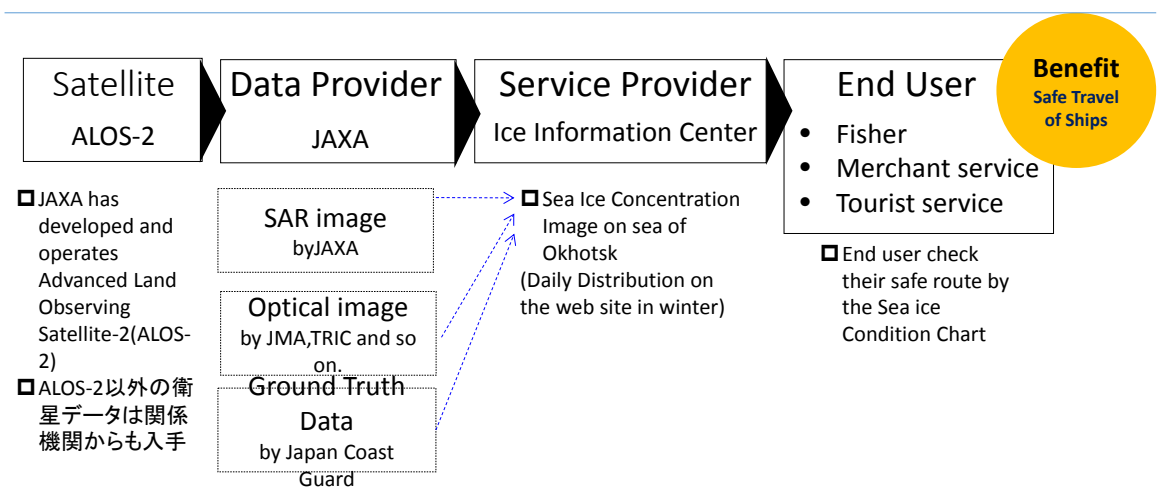 Satellite
ALOS-2
Data Provider
JAXA
Service Provider
Ice Information Center
End User
• Fisher
• Merchant service
• Tourist service
Benefit
Safe Travel
of Ships
JAXA has
developed and
operates
Advanced Land
Observing
Satellite-2(ALOS-
2)
ALOS-2以外の衛
星データは関係
機関からも入手
SAR image
byJAXA
Optical image
by JMA,TRIC and so
on.
Ground Truth
Data
by Japan Coast
Guard
Sea Ice Concentration
Image on sea of
Okhotsk
(Daily Distribution on
the web site in winter)
End user check
their safe route by
the Sea ice
Condition Chart